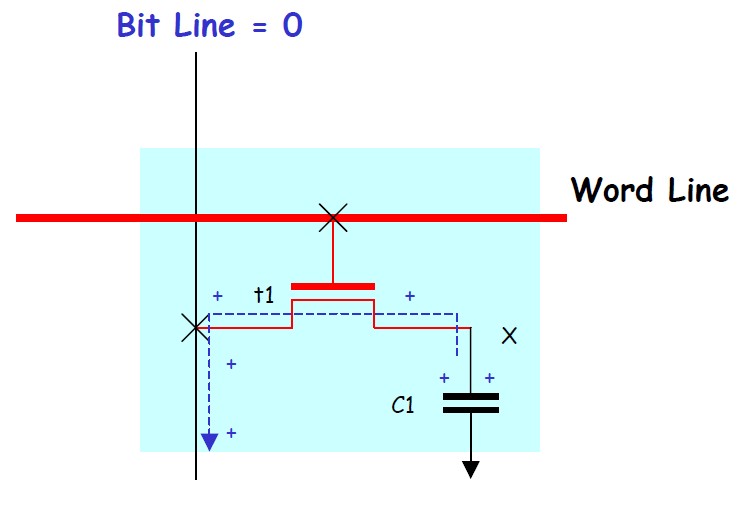 Bit Line = 0
Word Line
+ t1 +
X
+
+ +
C1
+